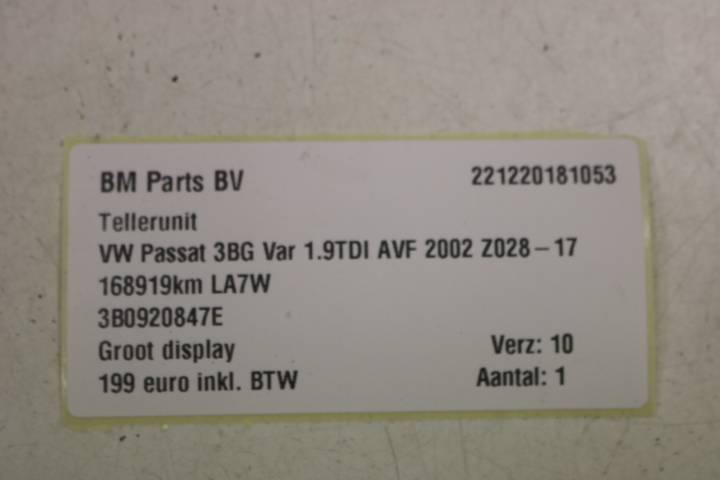 BM Parts BV 221220181053
Tellerunit
VW Passat 3BG Var 1.9TDI AVF 2002 Z028-17
168919km LA7W
3B0920847E
Groot display Verz: 10
199 euro inkl. BTW Aantal: 1